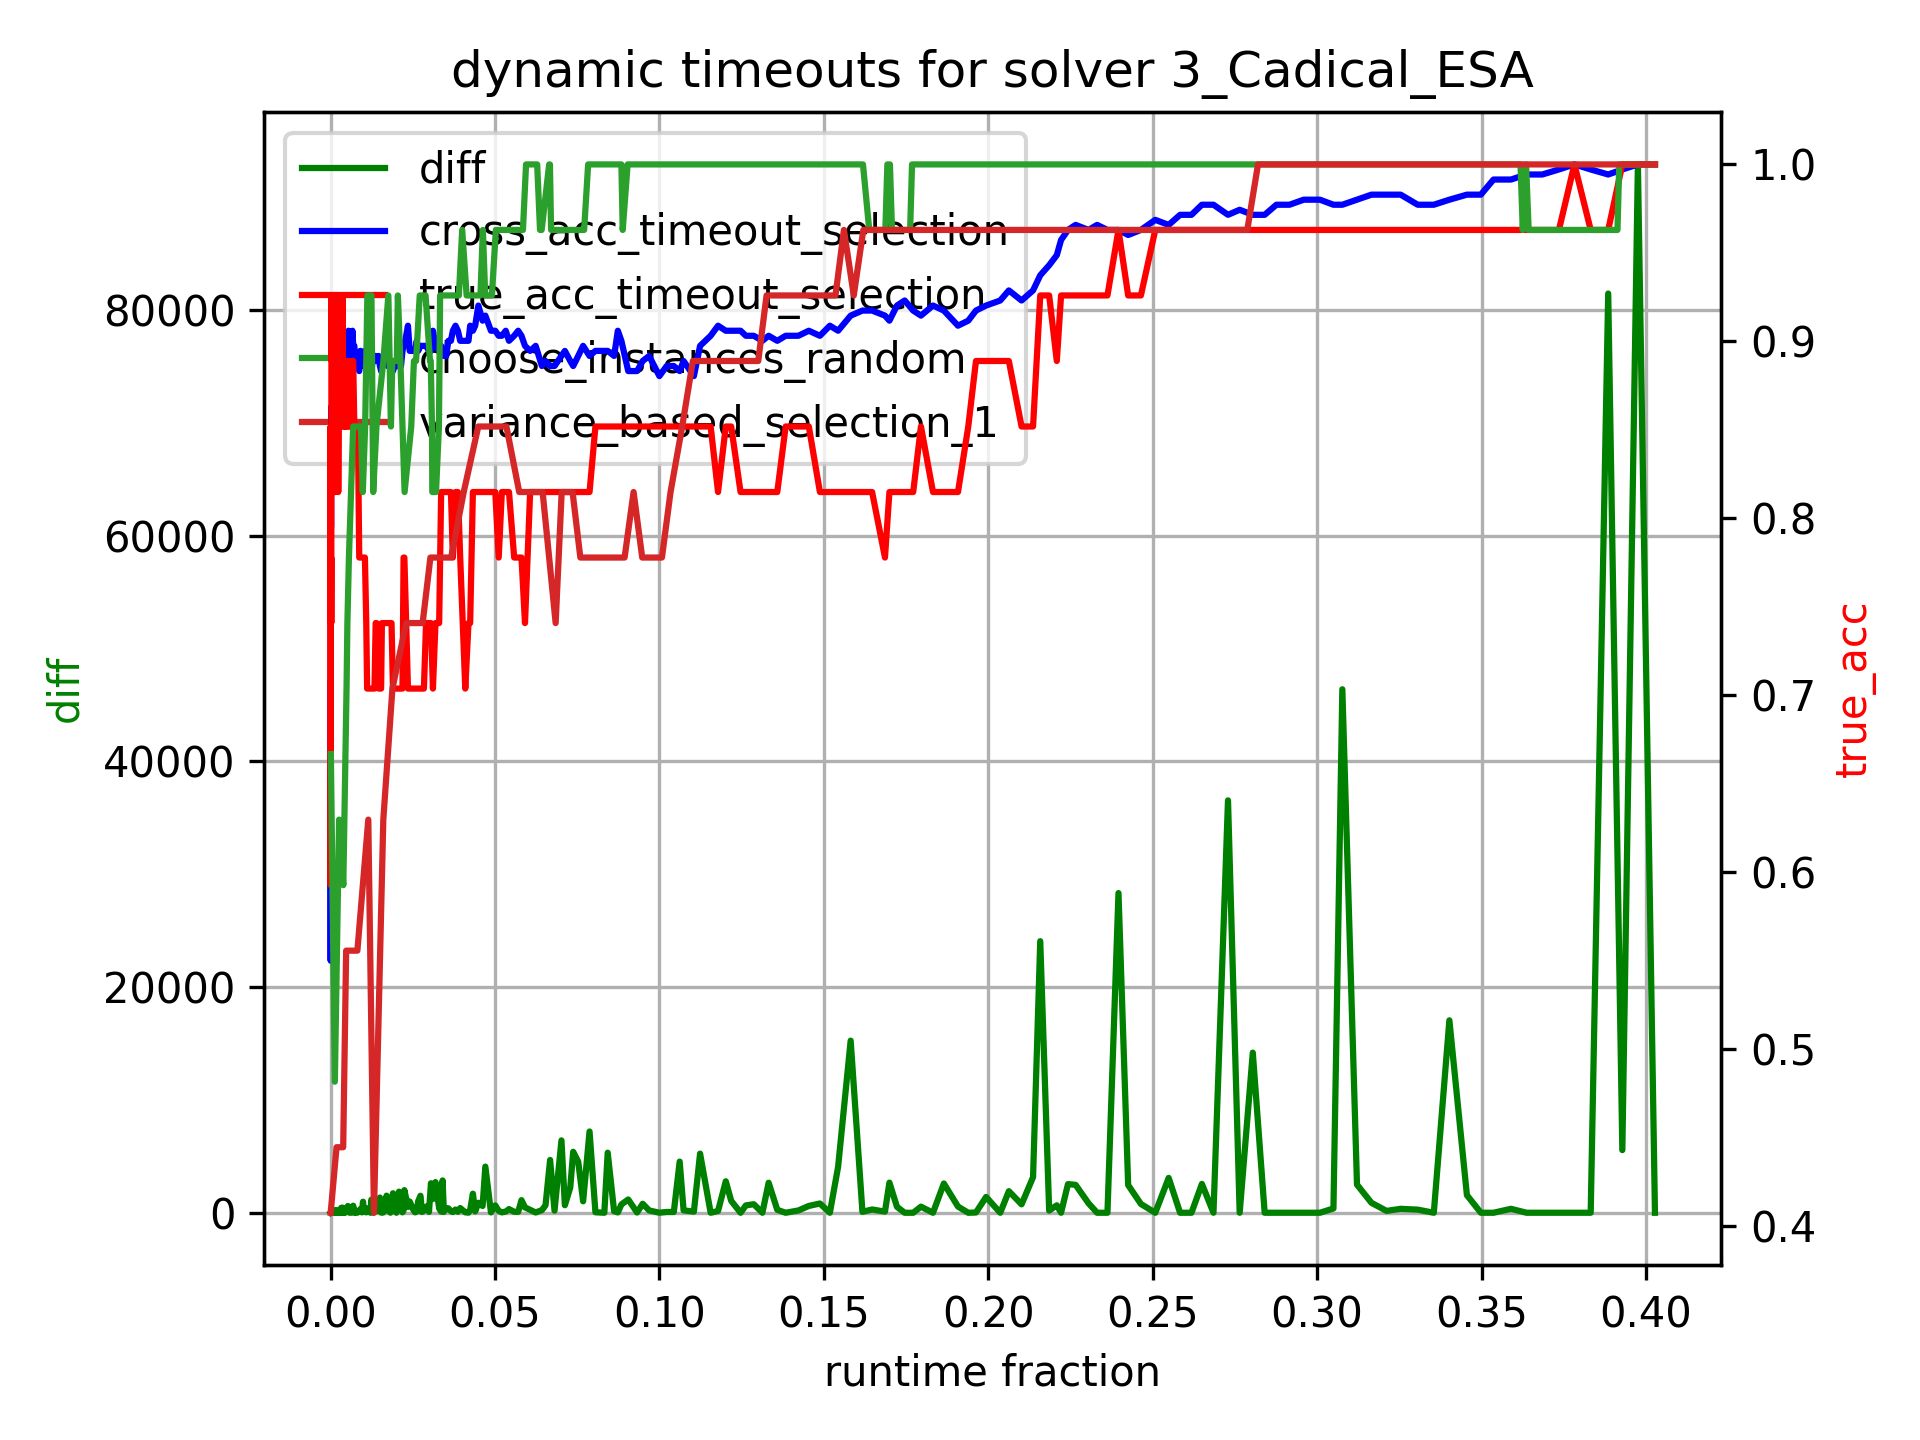 dynamic timeouts for solver 3_Cadical_ESA
diff
cross_acc_timeout_selection
true_acc_timeout_selection
choose_instances_random
variance_based_selection_1
80000
60000
40000
20000
0
diff
1.0
0.9
0.8
0.7
0.6
0.5
0.4
true_acc
0.00 0.05 0.10 0.15 0.20 0.25 0.30 0.35 0.40
runtime fraction